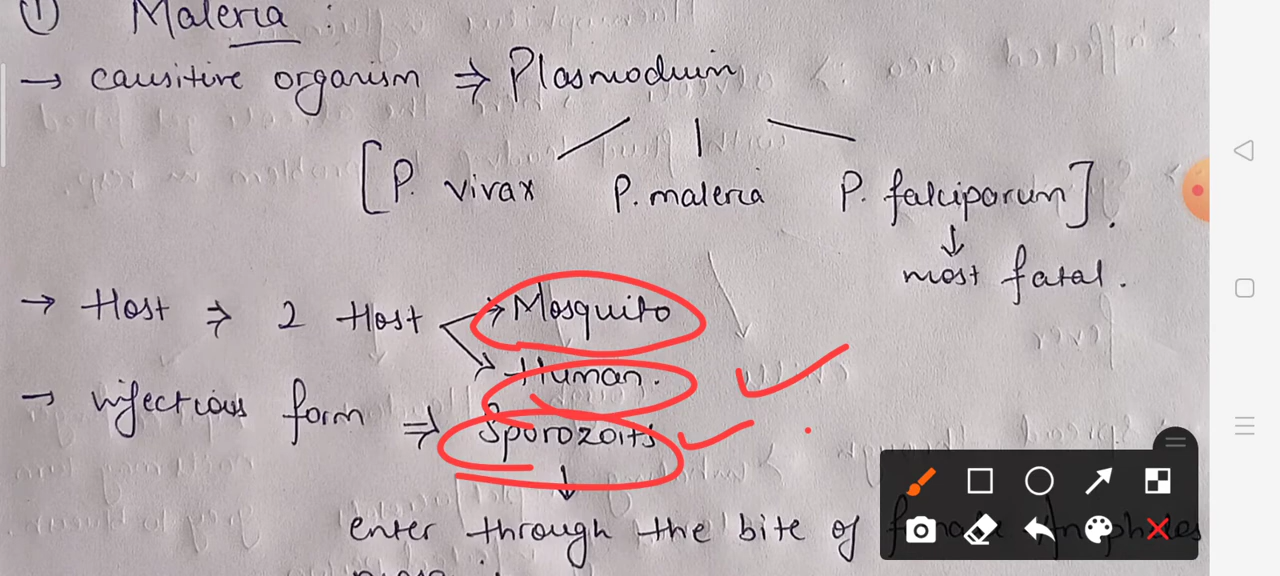 ① Maleria :
→ causitive organism ⇒ Plasmodium
[P. vivax P. maleria P. falciparum].
most fatal.
→ Host ⇒ 2 Host → Mosquito
→ Human.
→ infectious form ⇒ Sporozoits
enter through the bite of